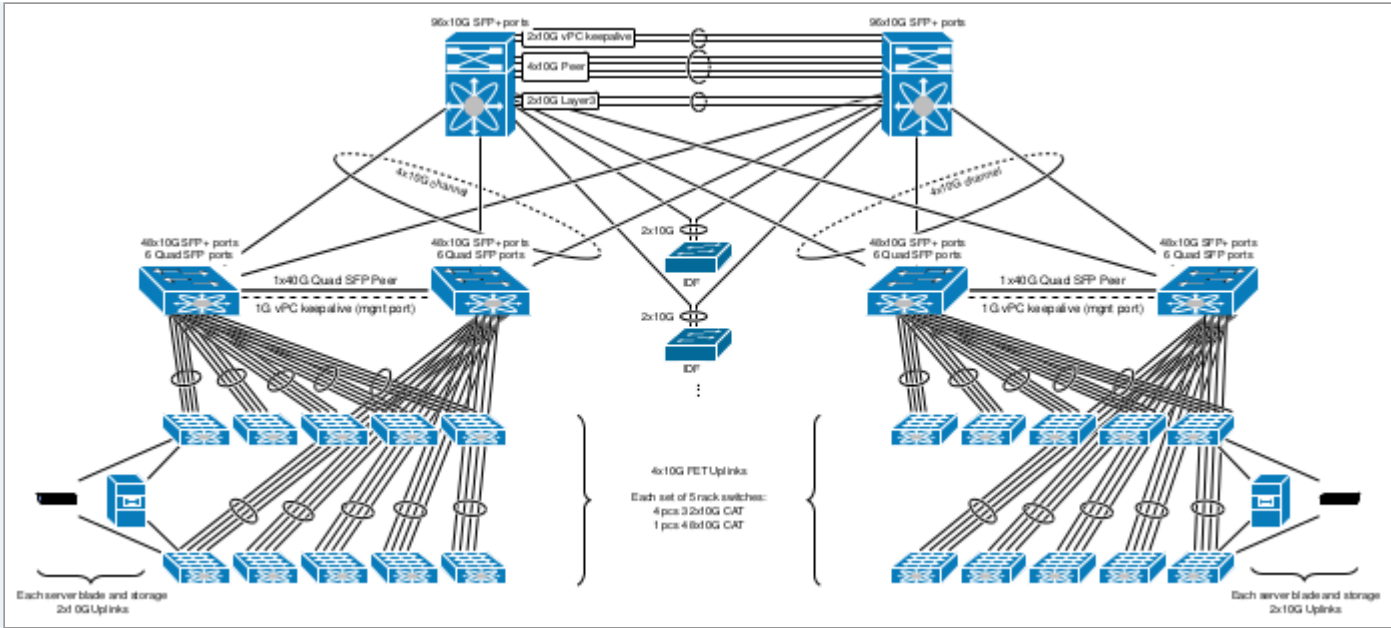 96x10G SFP+ ports
96x10G SFP+ ports
2x10G vPC keepalive
4x10G Peer
2x10G Layer3
4x10G channel
4x10G channel
2x10G
IDF
2x10G
IDF
⋮
48x10G SFP+ ports
6 Quad SFP ports
48x10G SFP+ ports
6 Quad SFP ports
48x10G SFP+ ports
6 Quad SFP ports
48x10G SFP+ ports
6 Quad SFP ports
1x40G Quad SFP Peer
1G vPC keepalive (mgnt port)
1x40G Quad SFP Peer
1G vPC keepalive (mgnt port)
4x10G FET Uplinks
Each set of 5 rack switches:
4 pcs 32x10G CAT
1 pcs 48x10G CAT
Each server blade and storage
2x10G Uplinks
Each server blade and storage
2x10G Uplinks